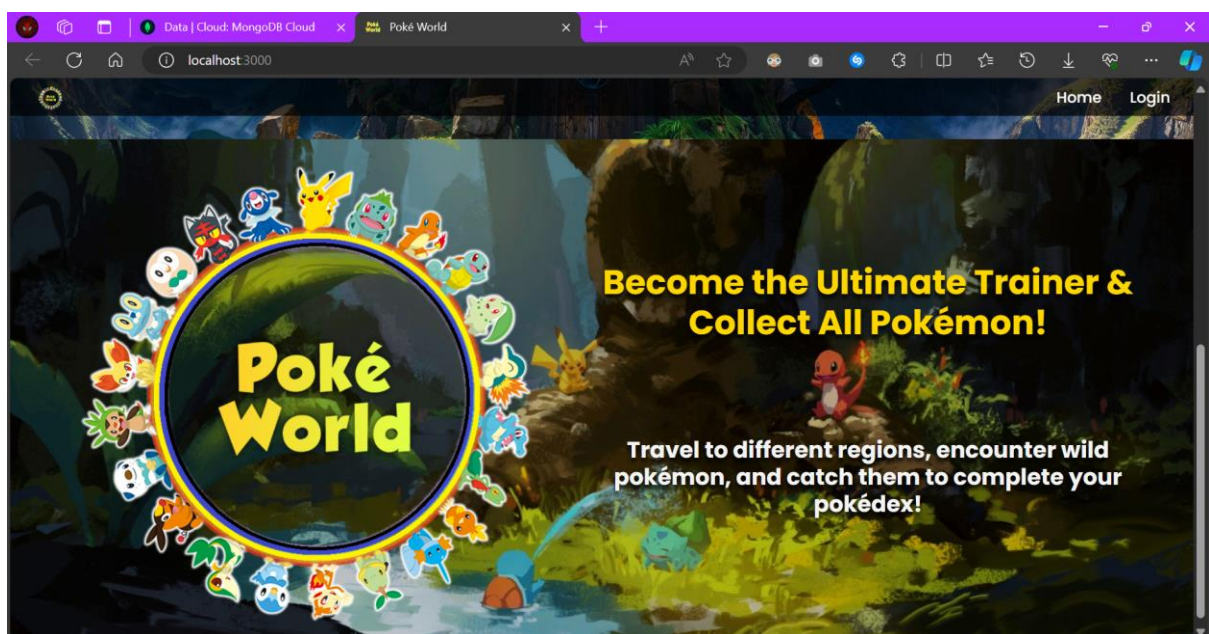 Data | Cloud: MongoDB Cloud
Poké World
localhost:3000
Home Login
Poké
World
Become the Ultimate Trainer &
Collect All Pokémon!
Travel to different regions, encounter wild
pokémon, and catch them to complete your
pokédex!